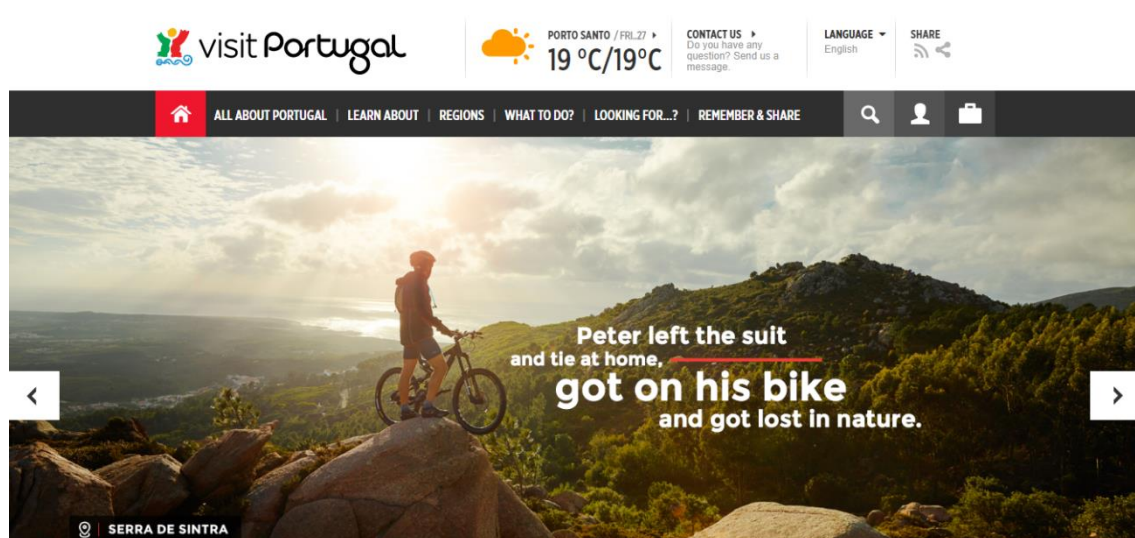 visit Portugal
PORTO SANTO / FRI..27
19 ºC/19ºC
CONTACT US
Do you have any
question? Send us a
message.
LANGUAGE
English
SHARE
ALL ABOUT PORTUGAL | LEARN ABOUT | REGIONS | WHAT TO DO? | LOOKING FOR...? | REMEMBER & SHARE
Peter left the suit
and tie at home,
got on his bike
and got lost in nature.
SERRA DE SINTRA